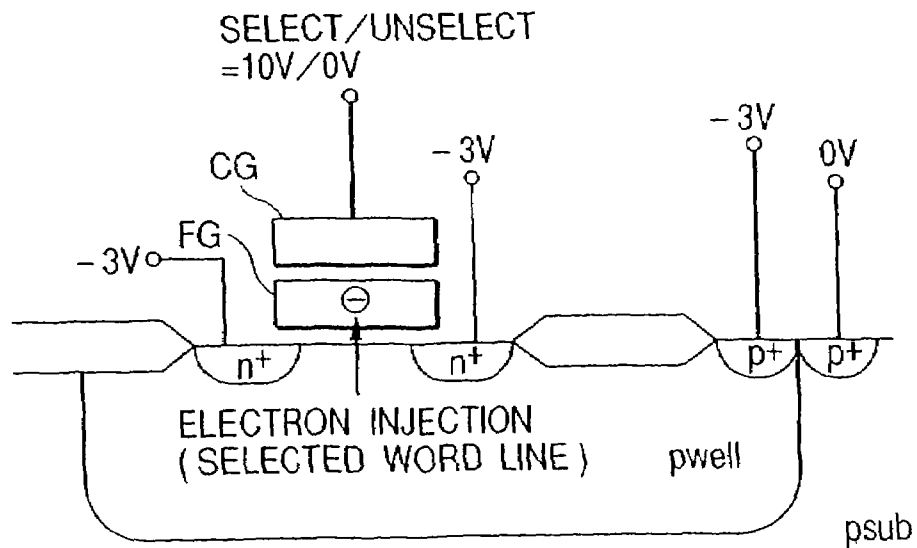 SELECT/UNSELECT
=10V/0V
CG
-3V
-3V
0V
FG
-3V
n+
n+
p+
p+
ELECTRON INJECTION
(SELECTED WORD LINE)
pwell
psub